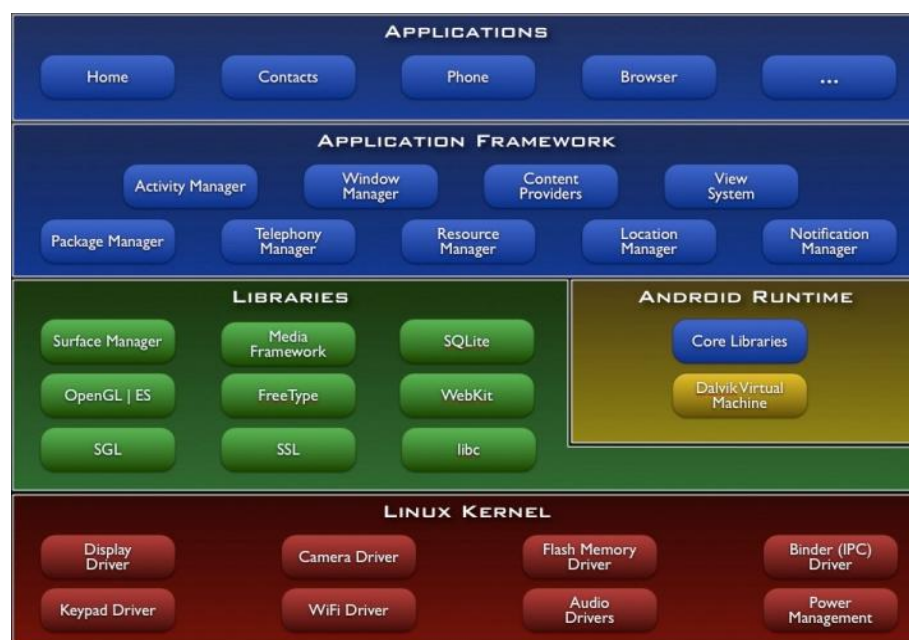 APPLICATIONS
Home
Contacts
Phone
Browser
...
APPLICATION FRAMEWORK
Activity Manager
Window
Manager
Content
Providers
View
System
Package Manager
Telephony
Manager
Resource
Manager
Location
Manager
Notification
Manager
LIBRARIES
Surface Manager
Media
Framework
SQLite
OpenGL | ES
FreeType
WebKit
SGL
SSL
libc
ANDROID RUNTIME
Core Libraries
Dalvik Virtual
Machine
LINUX KERNEL
Display
Driver
Camera Driver
Flash Memory
Driver
Binder (IPC)
Driver
Keypad Driver
WiFi Driver
Audio
Drivers
Power
Management